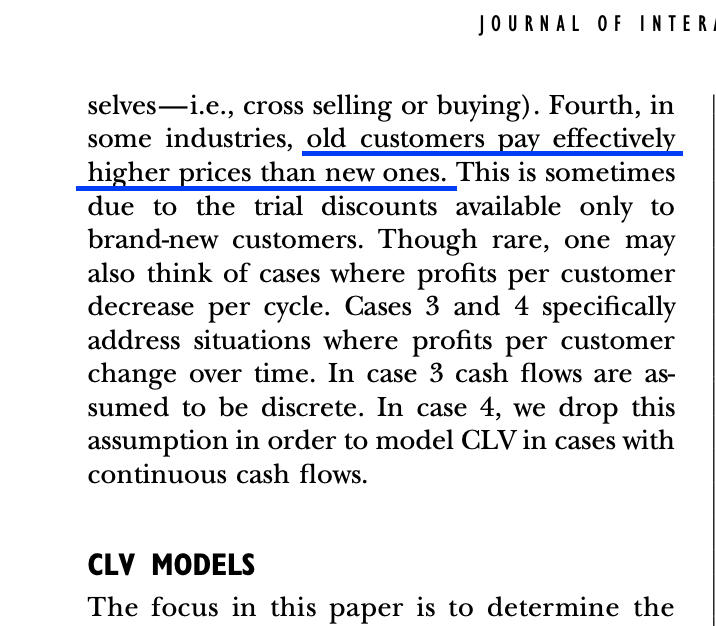 JOURNAL OF INTER
selves—i.e., cross selling or buying). Fourth, in
some industries, old customers pay effectively
higher prices than new ones. This is sometimes
due to the trial discounts available only to
brand-new customers. Though rare, one may
also think of cases where profits per customer
decrease per cycle. Cases 3 and 4 specifically
address situations where profits per customer
change over time. In case 3 cash flows are as-
sumed to be discrete. In case 4, we drop this
assumption in order to model CLV in cases with
continuous cash flows.
CLV MODELS
The focus in this paper is to determine the